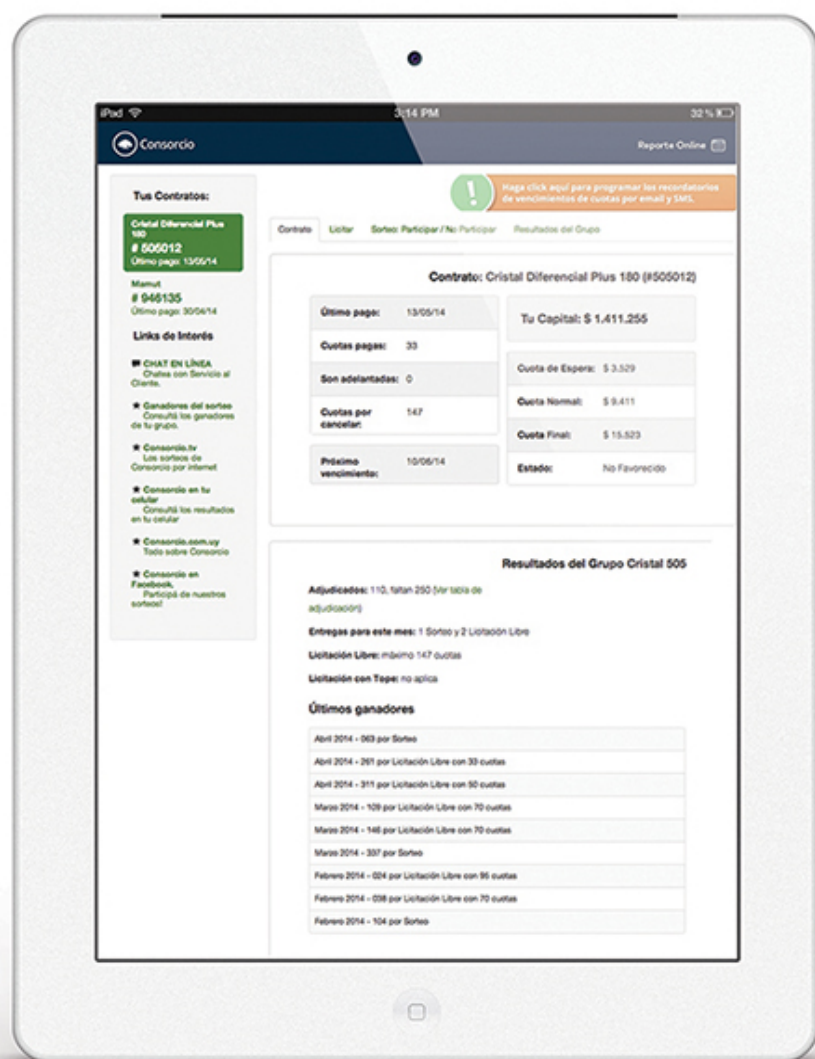 iPad
3:14 PM
32 %
Consorcio
Reporte Online
Haga click aquí para programar los recordatorios
de vencimientos de cuotas por email y SMS.
Tus Contratos:
Cristal Diferencial Plus
180
# 505012
Último pago: 13/05/14
Mamut
# 946135
Último pago: 30/04/14
Links de Interés
CHAT EN LÍNEA
Chatea con Servicio al
Cliente.
Ganadores del sorteo
Consultá los ganadores
de tu grupo.
Consorcio.tv
Los sorteos de
Consorcio por internet
Consorcio en tu
celular
Consultá los resultados
en tu celular
Consorcio.com.uy
Todo sobre Consorcio
Consorcio en
Facebook.
Participá de nuestros
sorteos!
Contrato Licitar Sorteo: Participar / No Participar Resultados del Grupo
Contrato: Cristal Diferencial Plus 180 (#505012)
Último pago: 13/05/14
Cuotas pagas: 33
Son adelantadas: 0
Cuotas por
cancelar: 147
Próximo
vencimiento: 10/06/14
Tu Capital: $ 1.411.255
Cuota de Espera: $ 3.529
Cuota Normal: $ 9.411
Cuota Final: $ 15.523
Estado: No Favorecido
Resultados del Grupo Cristal 505
Adjudicados: 110, faltan 250 (Ver tabla de
adjudicación)
Entregas para este mes: 1 Sorteo y 2 Licitación Libre
Licitación Libre: máximo 147 cuotas
Licitación con Tope: no aplica
Últimos ganadores
Abril 2014 - 063 por Sorteo
Abril 2014 - 261 por Licitación Libre con 33 cuotas
Abril 2014 - 311 por Licitación Libre con 50 cuotas
Marzo 2014 - 109 por Licitación Libre con 70 cuotas
Marzo 2014 - 146 por Licitación Libre con 70 cuotas
Marzo 2014 - 337 por Sorteo
Febrero 2014 - 024 por Licitación Libre con 95 cuotas
Febrero 2014 - 038 por Licitación Libre con 70 cuotas
Febrero 2014 - 104 por Sorteo